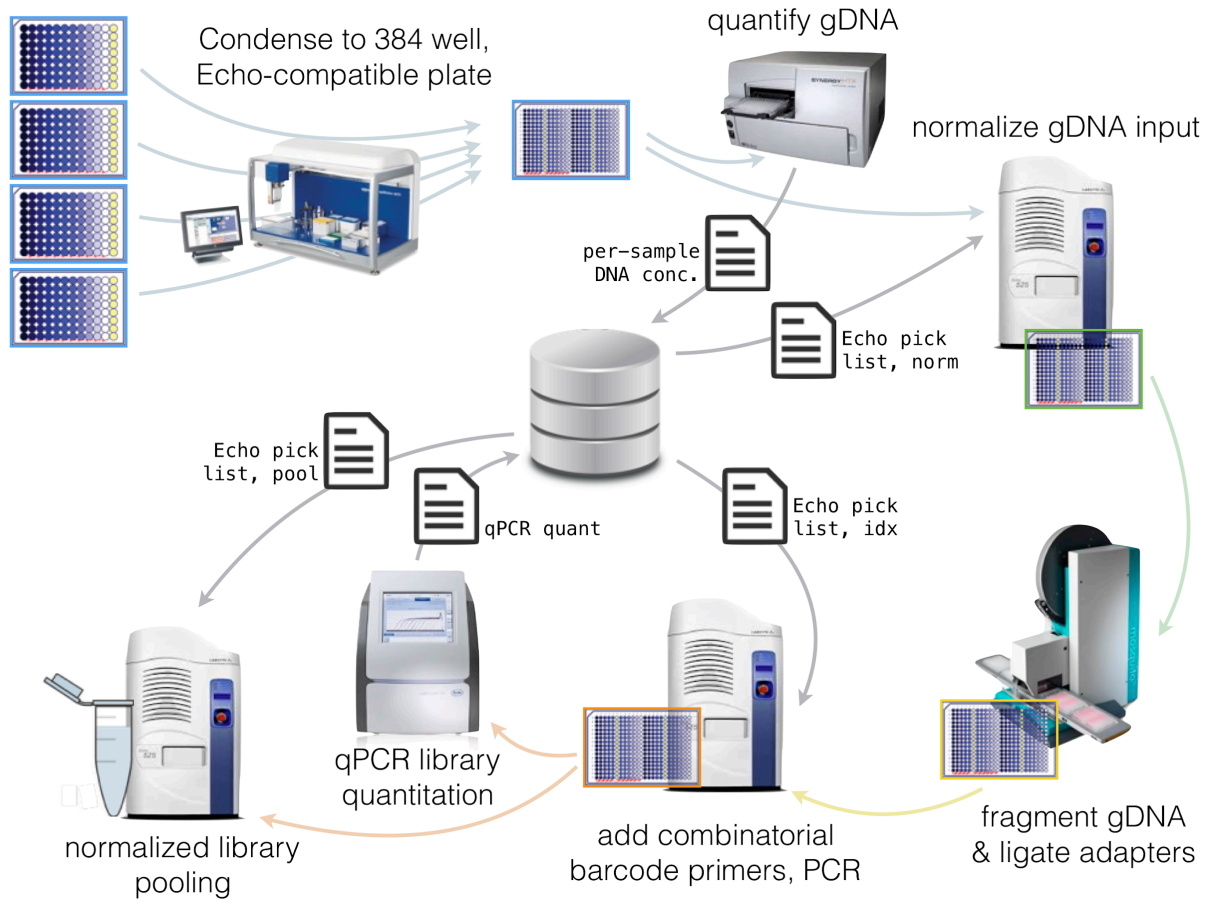 Condense to 384 well,
Echo-compatible plate
quantify gDNA
normalize gDNA input
per-sample
DNA conc.
Echo pick
list, norm
Echo pick
list, pool
qPCR quant
Echo pick
list, idx
qPCR library
quantitation
add combinatorial
barcode primers, PCR
fragment gDNA
& ligate adapters
normalized library
pooling